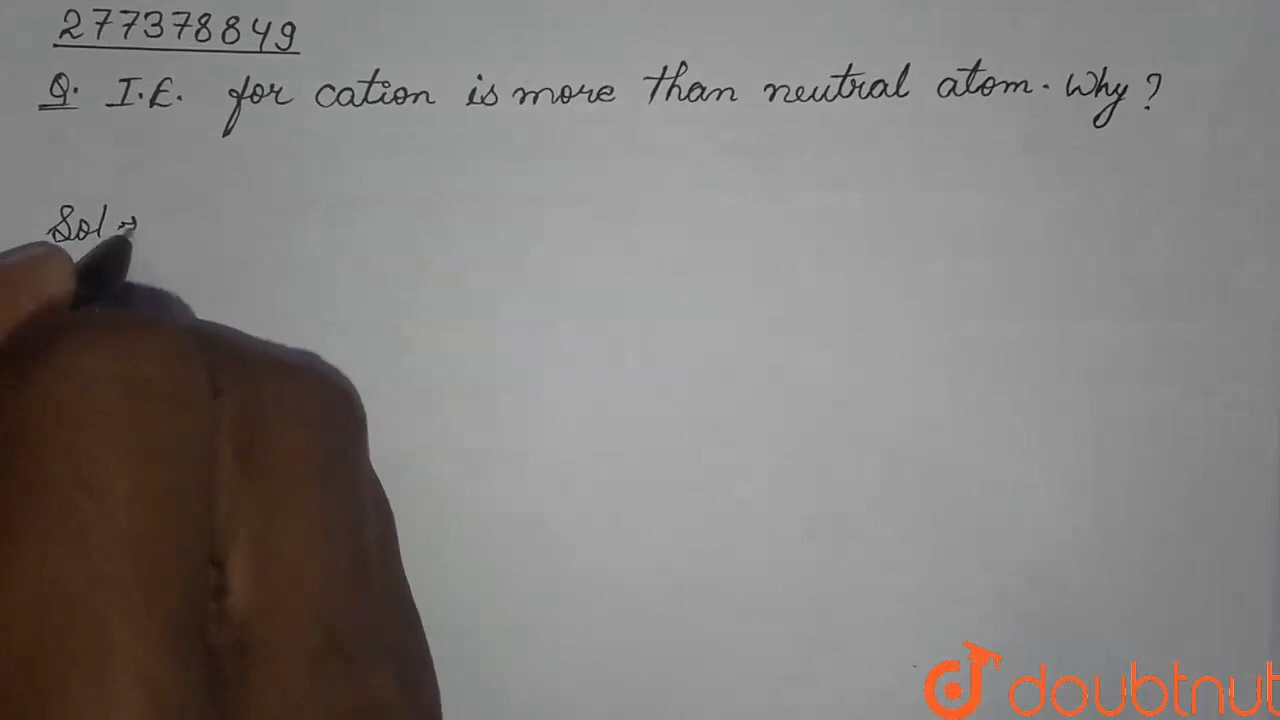 277378849
Q. I.E. for cation is more than neutral atom. Why?
Sol ⇒
doubtnut